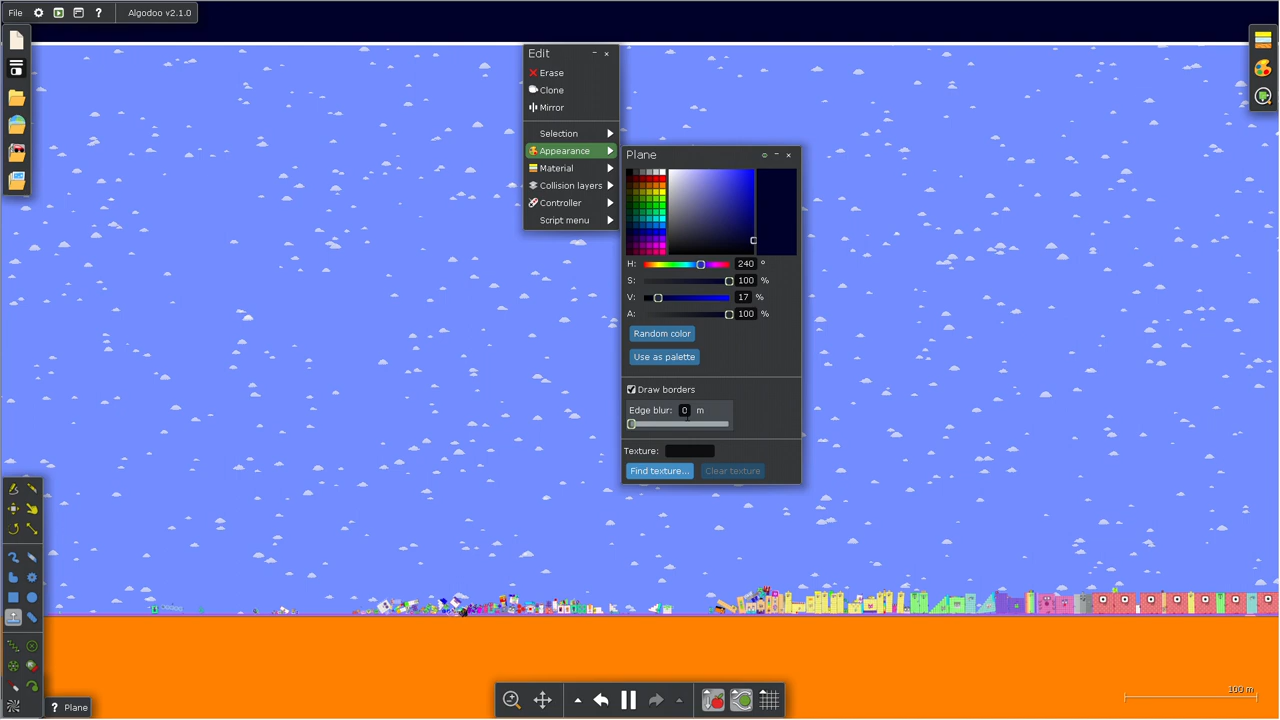 File
?
Algodoo v2.1.0
Edit
Erase
Clone
Mirror
Selection
Appearance
Material
Collision layers
Controller
Script menu
Plane
H: 240 °
S: 100 %
V: 17 %
A: 100 %
Random color
Use as palette
Draw borders
Edge blur: 0 m
Texture:
Find texture...
Clear texture
? Plane
100 m